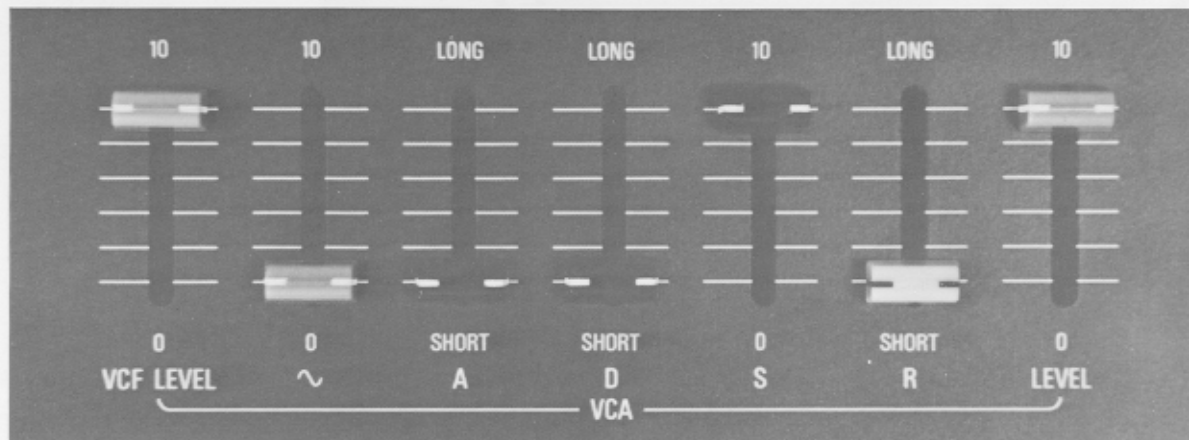 10 10 LONG LONG 10 LONG 10
0 0 SHORT SHORT 0 SHORT 0
VCF LEVEL ∿ A D S R LEVEL
VCA